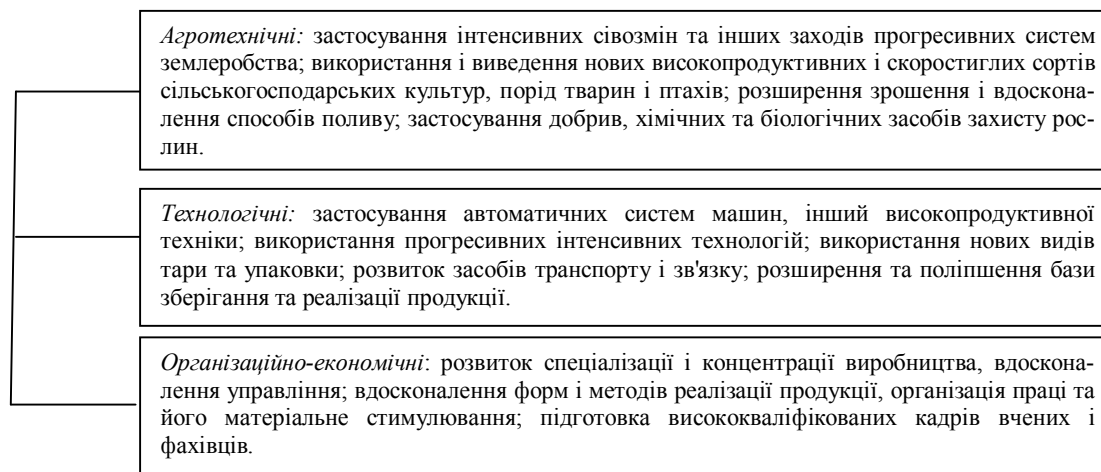 Агротехнічні: застосування інтенсивних сівозмін та інших заходів прогресивних систем
землеробства; використання і виведення нових високопродуктивних і скоростиглих сортів
сільськогосподарських культур, порід тварин і птахів; розширення зрошення і вдоскона-
лення способів поливу; застосування добрив, хімічних та біологічних засобів захисту рос-
лин.
Технологічні: застосування автоматичних систем машин, інший високопродуктивної
техніки; використання прогресивних інтенсивних технологій; використання нових видів
тари та упаковки; розвиток засобів транспорту і зв'язку; розширення та поліпшення бази
зберігання та реалізації продукції.
Організаційно-економічні: розвиток спеціалізації і концентрації виробництва, вдоскона-
лення управління; вдосконалення форм і методів реалізації продукції, організація праці та
його матеріальне стимулювання; підготовка висококваліфікованих кадрів вчених і
фахівців.